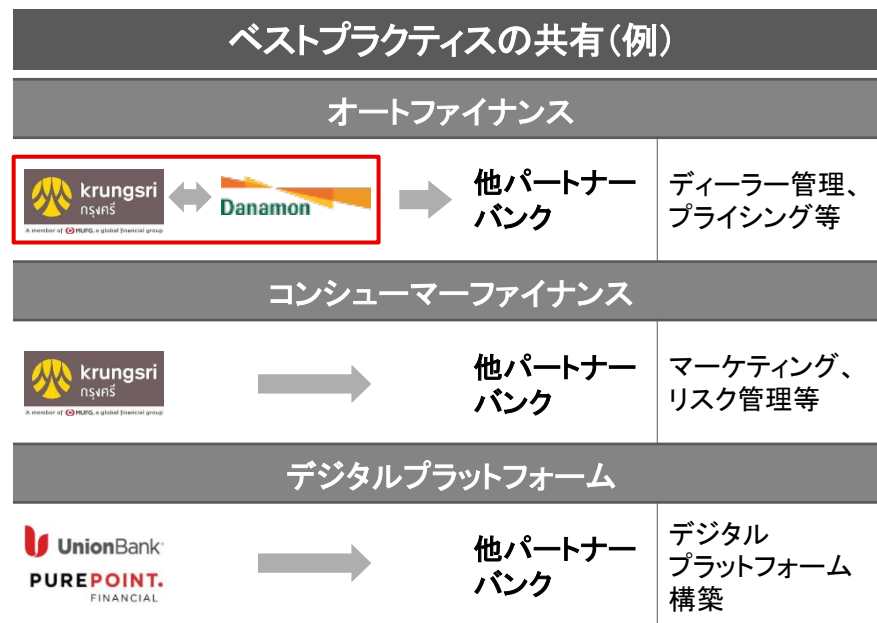 ベストプラクティスの共有(例)
オートファイナンス
krungsri
กรุงศรี
A member of MUFG, a global financial group
Danamon
他パートナー
バンク
ディーラー管理、
プライシング等
コンシューマーファイナンス
krungsri
กรุงศรี
A member of MUFG, a global financial group
他パートナー
バンク
マーケティング、
リスク管理等
デジタルプラットフォーム
UnionBank
PUREPOINT.
FINANCIAL
他パートナー
バンク
デジタル
プラットフォーム
構築